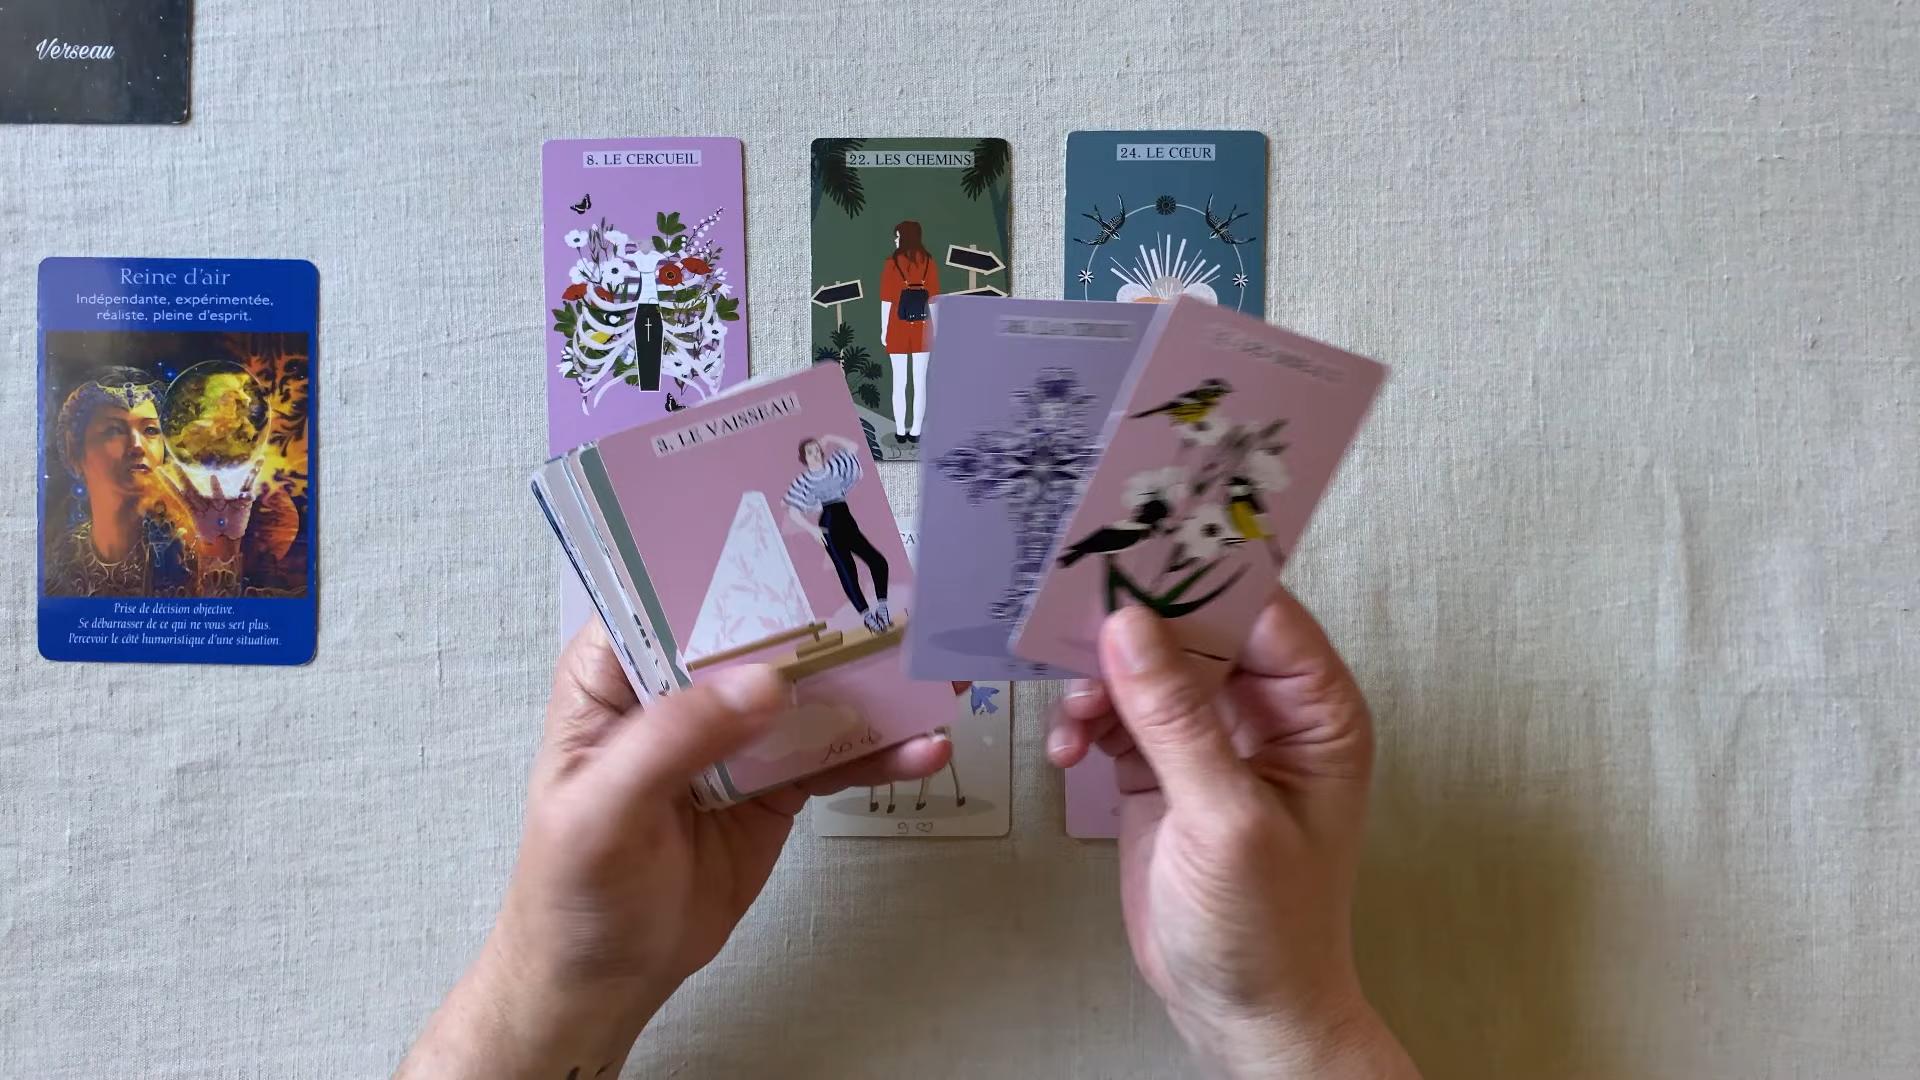 Verseau
8. LE CERCUEIL
22. LES CHEMINS
24. LE CŒUR
Reine d'air
Indépendante, expérimentée,
réaliste, pleine d'esprit.
3. LE VAISSEAU
Prise de décision objective.
Se débarrasser de ce qui ne vous sert plus.
Percevoir le côté humoristique d'une situation.